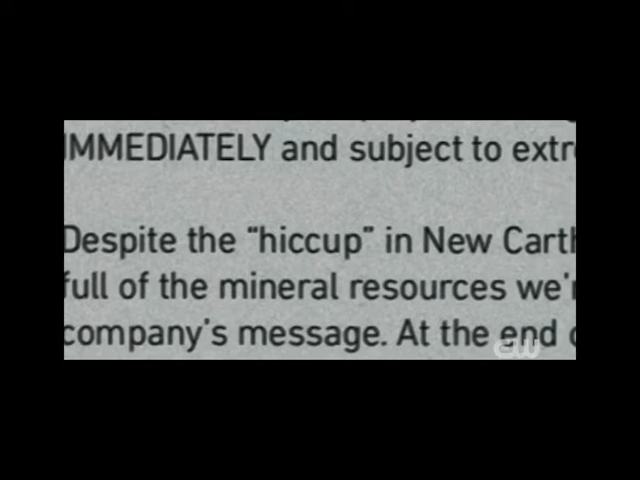 IMMEDIATELY and subject to extr
Despite the "hiccup" in New Cart
full of the mineral resources we'r
company's message. At the end
CW